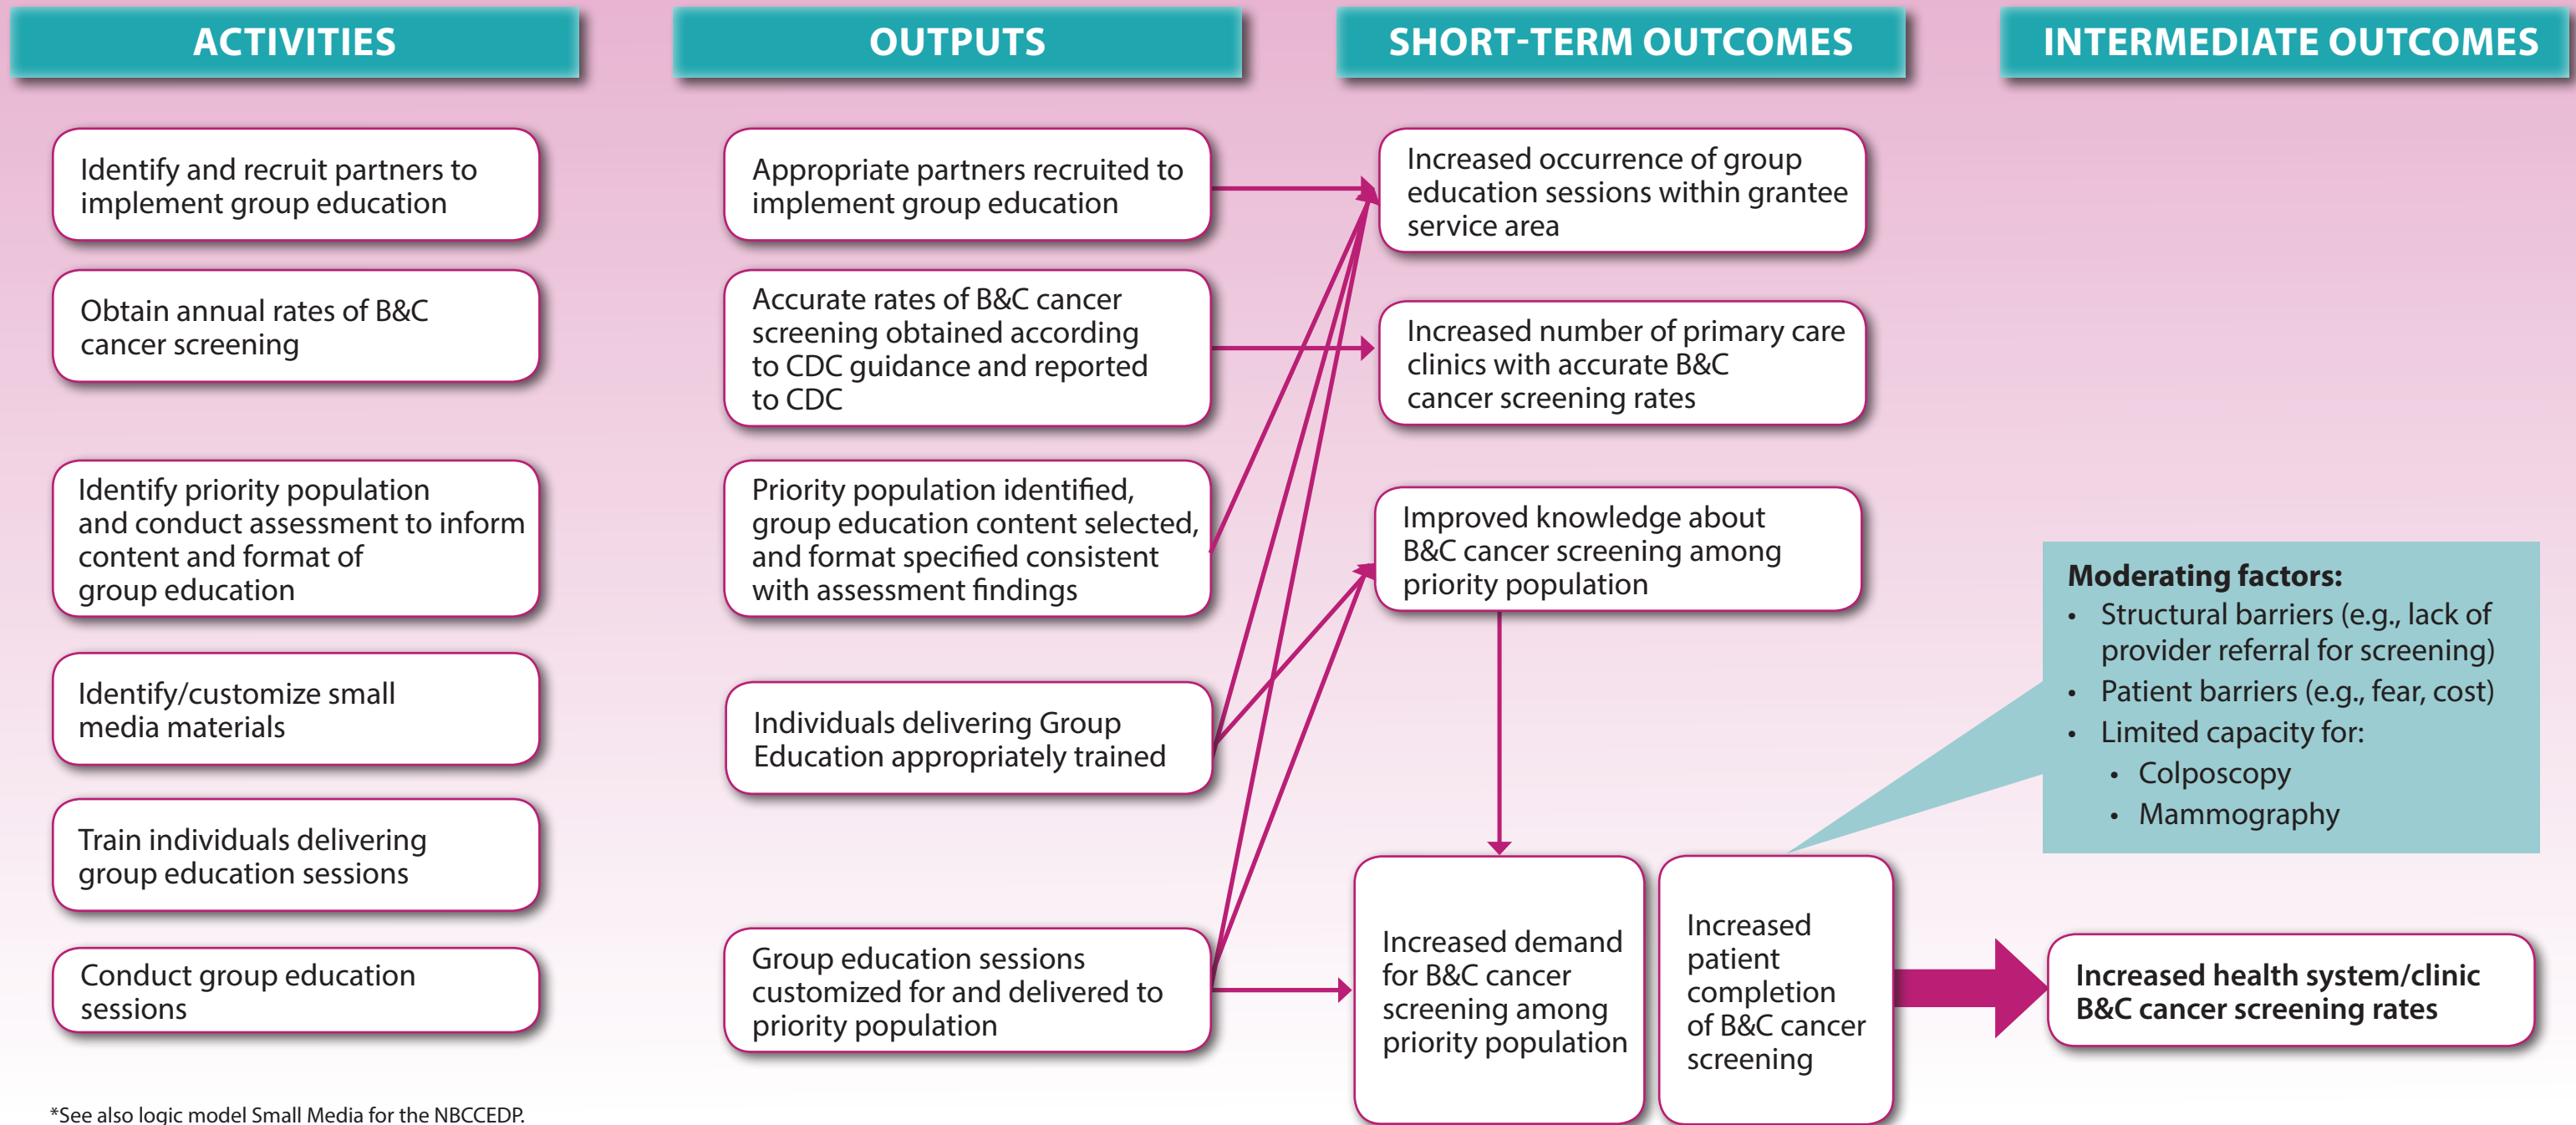 ACTIVITIES
Identify and recruit partners to
implement group education
Obtain annual rates of B&C
cancer screening
Identify priority population
and conduct assessment to inform
content and format of
group education
Identify/customize small
media materials
Train individuals delivering
group education sessions
Conduct group education
sessions
OUTPUTS
Appropriate partners recruited to
implement group education
Accurate rates of B&C cancer
screening obtained according
to CDC guidance and reported
to CDC
Priority population identified,
group education content selected,
and format specified consistent
with assessment findings
Individuals delivering Group
Education appropriately trained
Group education sessions
customized for and delivered to
priority population
SHORT-TERM OUTCOMES
Increased occurrence of group
education sessions within grantee
service area
Increased number of primary care
clinics with accurate B&C
cancer screening rates
Improved knowledge about
B&C cancer screening among
priority population
Increased demand
for B&C cancer
screening among
priority population
Increased
patient
completion
of B&C cancer
screening
INTERMEDIATE OUTCOMES
Moderating factors:
• Structural barriers (e.g., lack of
provider referral for screening)
• Patient barriers (e.g., fear, cost)
• Limited capacity for:
• Colposcopy
• Mammography
Increased health system/clinic
B&C cancer screening rates
*See also logic model Small Media for the NBCCEDP.